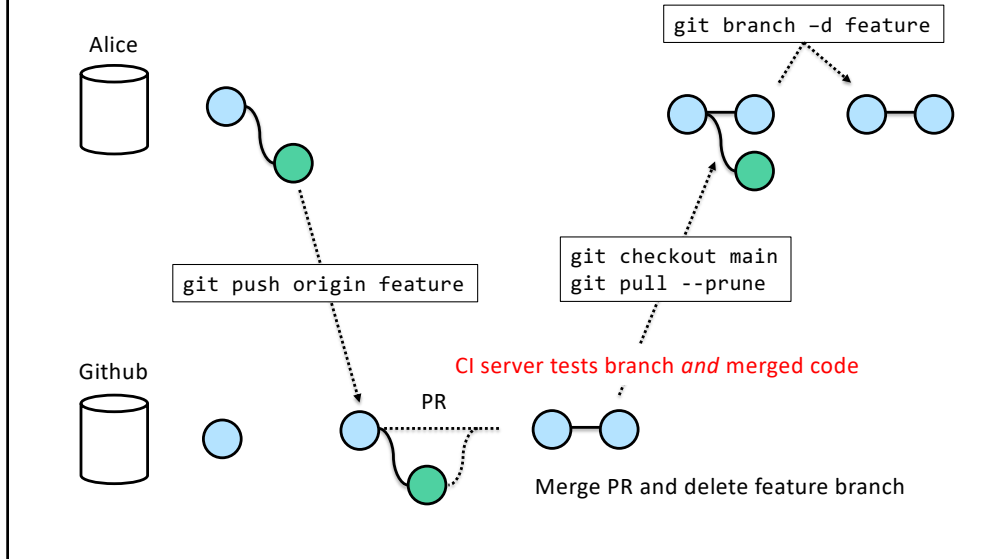 git branch –d feature
Alice
git checkout main
git pull --prune
git push origin feature
CI server tests branch and merged code
Github
PR
Merge PR and delete feature branch